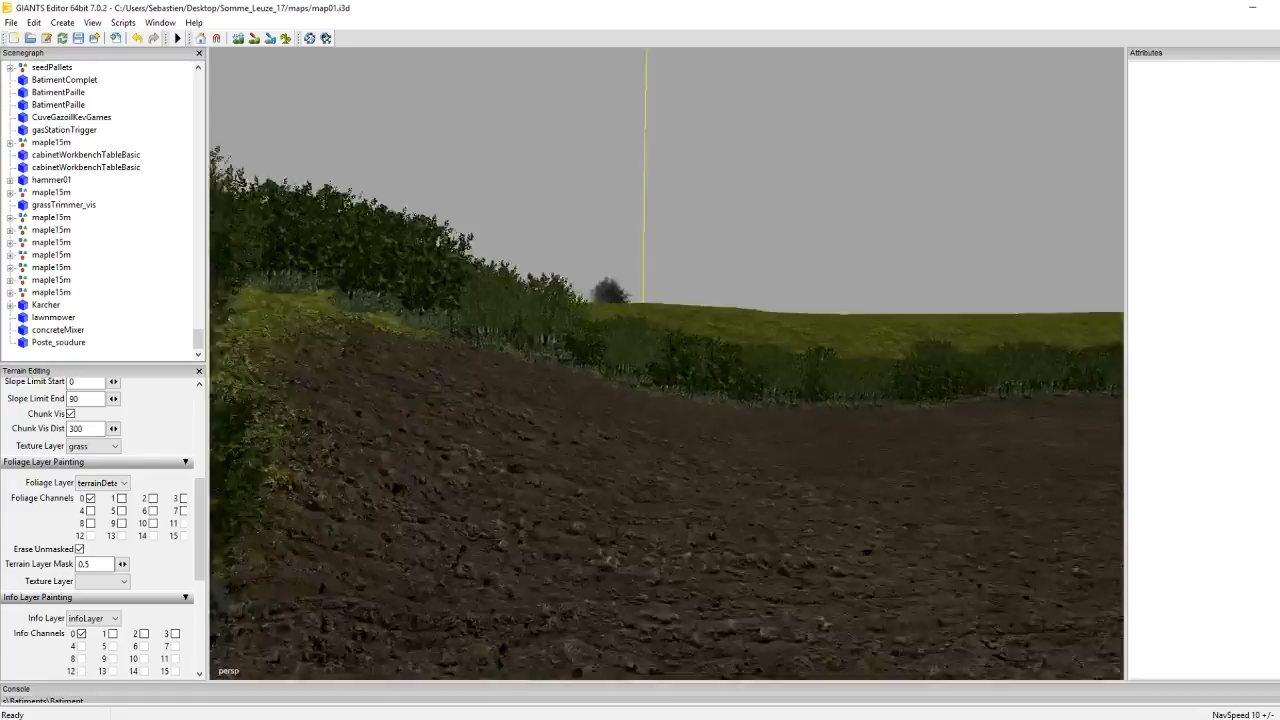 GIANTS Editor 64bit 7.0.2 - C:/Users/Sebastien/Desktop/Somme_Leuze_17/maps/map01.i3d
File Edit Create View Scripts Window Help
Scenegraph
Attributes
seedPallets
BatimentComplet
BatimentPaille
BatimentPaille
CuveGazoilKevGames
gasStationTrigger
maple15m
cabinetWorkbenchTableBasic
cabinetWorkbenchTableBasic
hammer01
maple15m
grassTrimmer_vis
maple15m
maple15m
maple15m
maple15m
maple15m
maple15m
maple15m
Karcher
lawnmower
concreteMixer
Poste_soudure
Terrain Editing
Slope Limit Start 0
Slope Limit End 90
Chunk Vis
Chunk Vis Dist 300
Texture Layer grass
Foliage Layer Painting
Foliage Layer terrainDeta
Foliage Channels 0 1 2 3
4 5 6 7
8 9 10 11
12 13 14 15
Erase Unmasked
Terrain Layer Mask 0.5
Texture Layer
Info Layer Painting
Info Layer infoLayer
Info Channels 0 1 2 3
4 5 6 7
8 9 10 11
12 13 14 15
persp
Console
s\Batiments\Batiment
Ready
NavSpeed 10 +/-